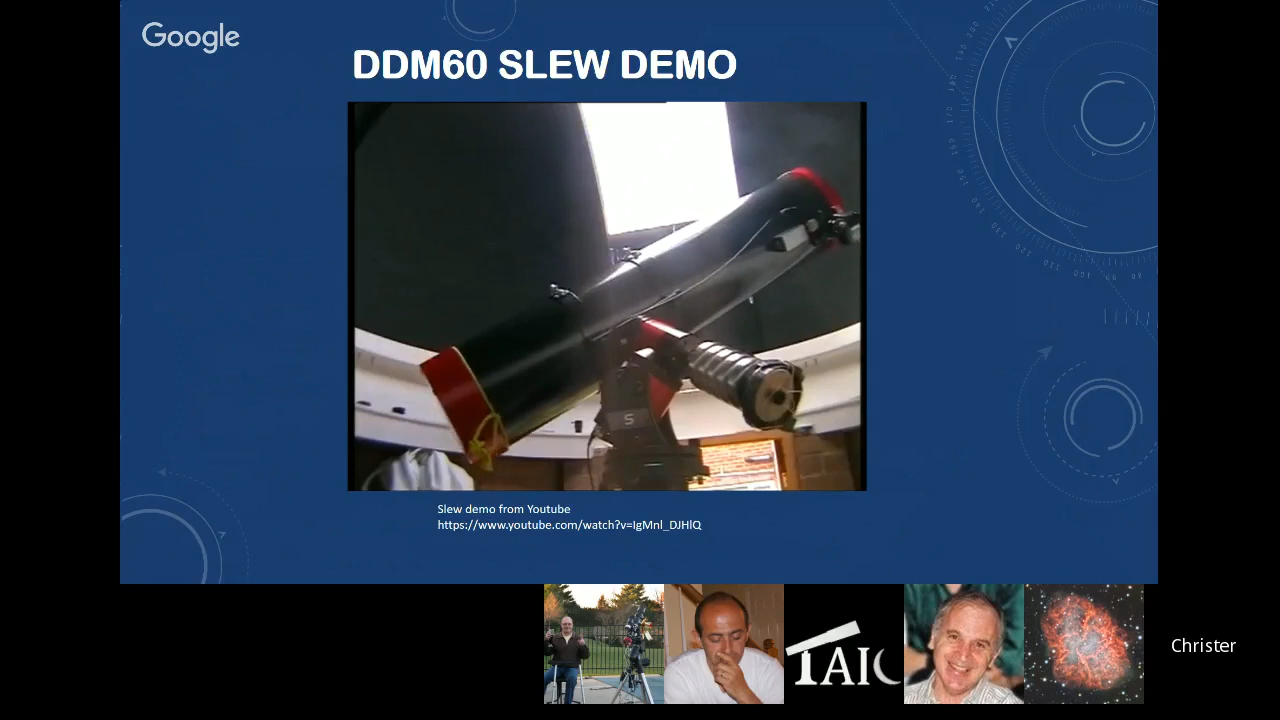 Google
DDM60 SLEW DEMO
S
Slew demo from Youtube
https://www.youtube.com/watch?v=IgMnl_DJHlQ
TAIC
Christer